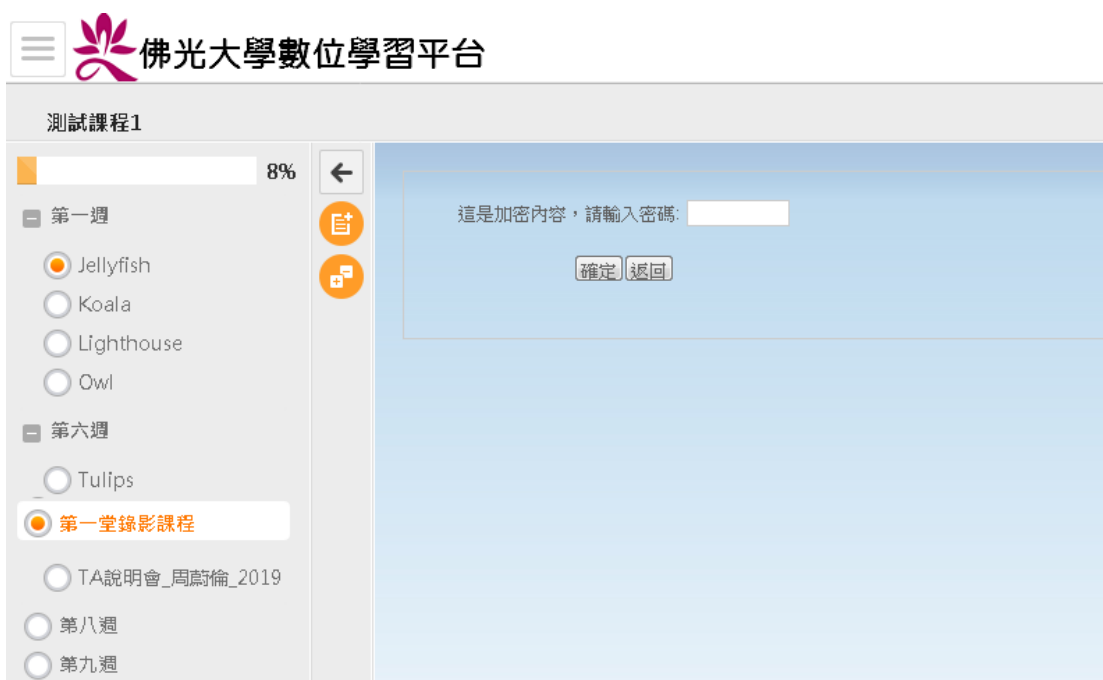 佛光大學數位學習平台
測試課程1
8%
第一週
Jellyfish
Koala
Lighthouse
Owl
第六週
Tulips
第一堂錄影課程
TA說明會_周蔚倫_2019
第八週
第九週
這是加密內容，請輸入密碼:
確定 返回